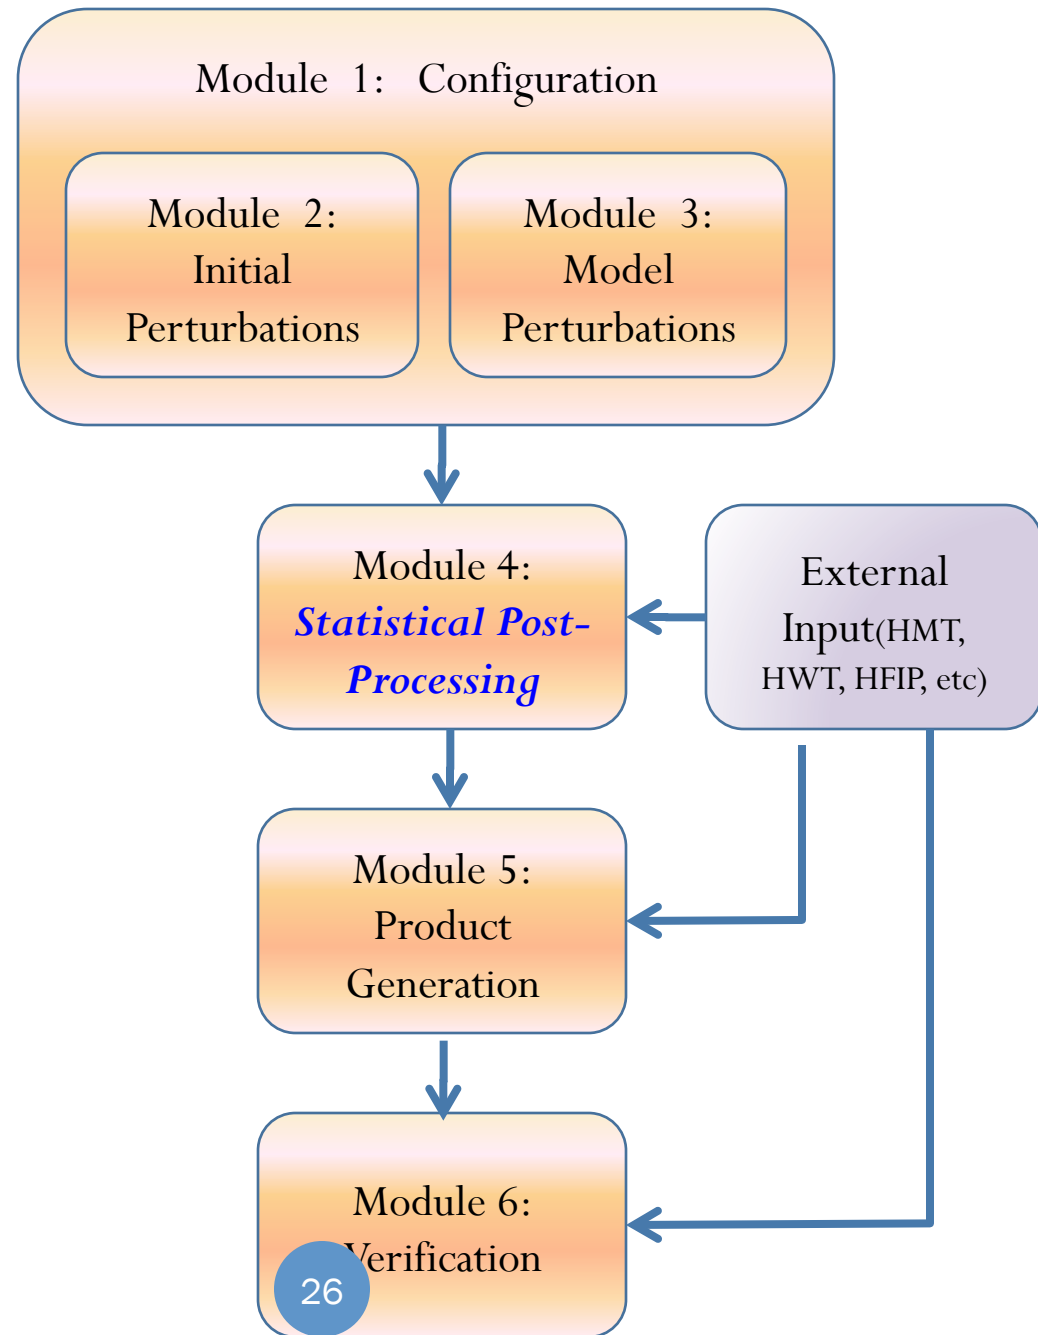 Module 1: Configuration
Module 2:
Initial
Perturbations
Module 3:
Model
Perturbations
Module 4:
Statistical Post-
Processing
External
Input(HMT,
HWT, HFIP, etc)
Module 5:
Product
Generation
Module 6:
Verification
26